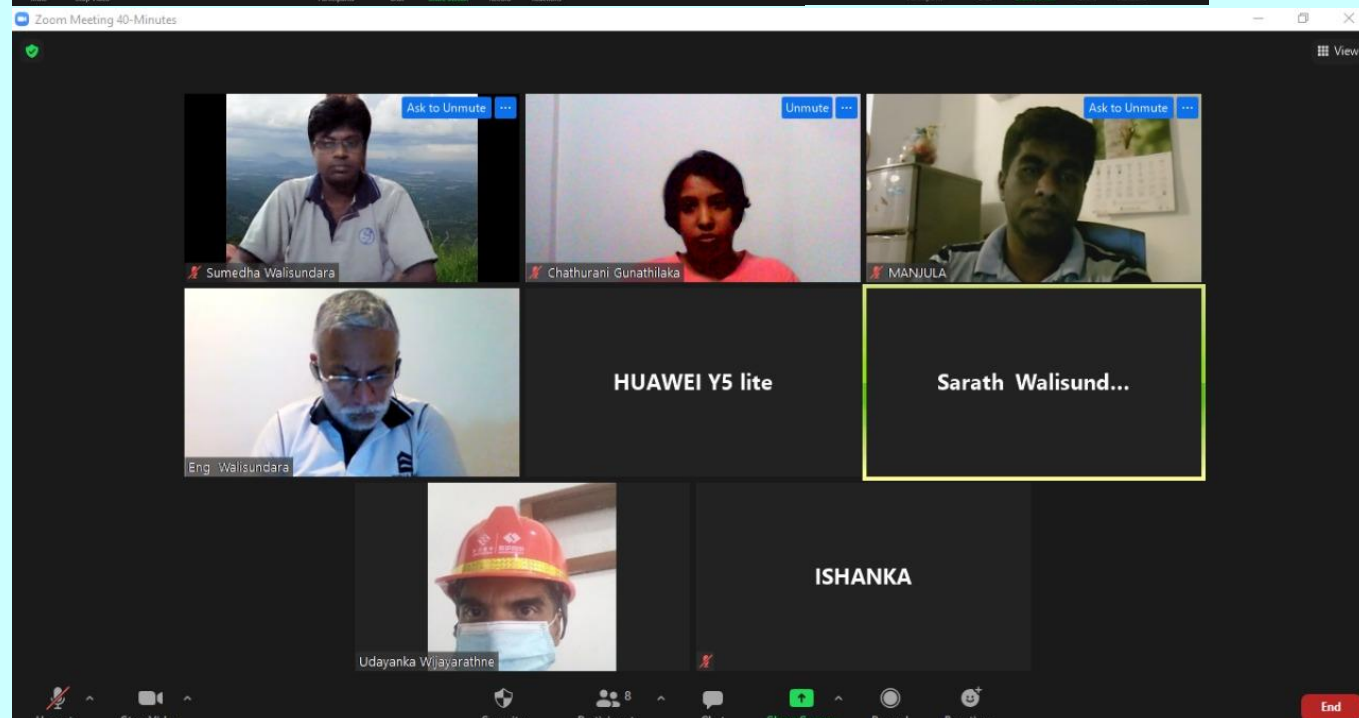 Zoom Meeting 40-Minutes
View
Ask to Unmute
Unmute
Ask to Unmute
Sumedha Walisundara
Chathurani Gunathilaka
MANJULA
HUAWEI Y5 lite
Sarath Walisund...
Eng Walisundara
ISHANKA
Udayanka Wijayarathne
8
End